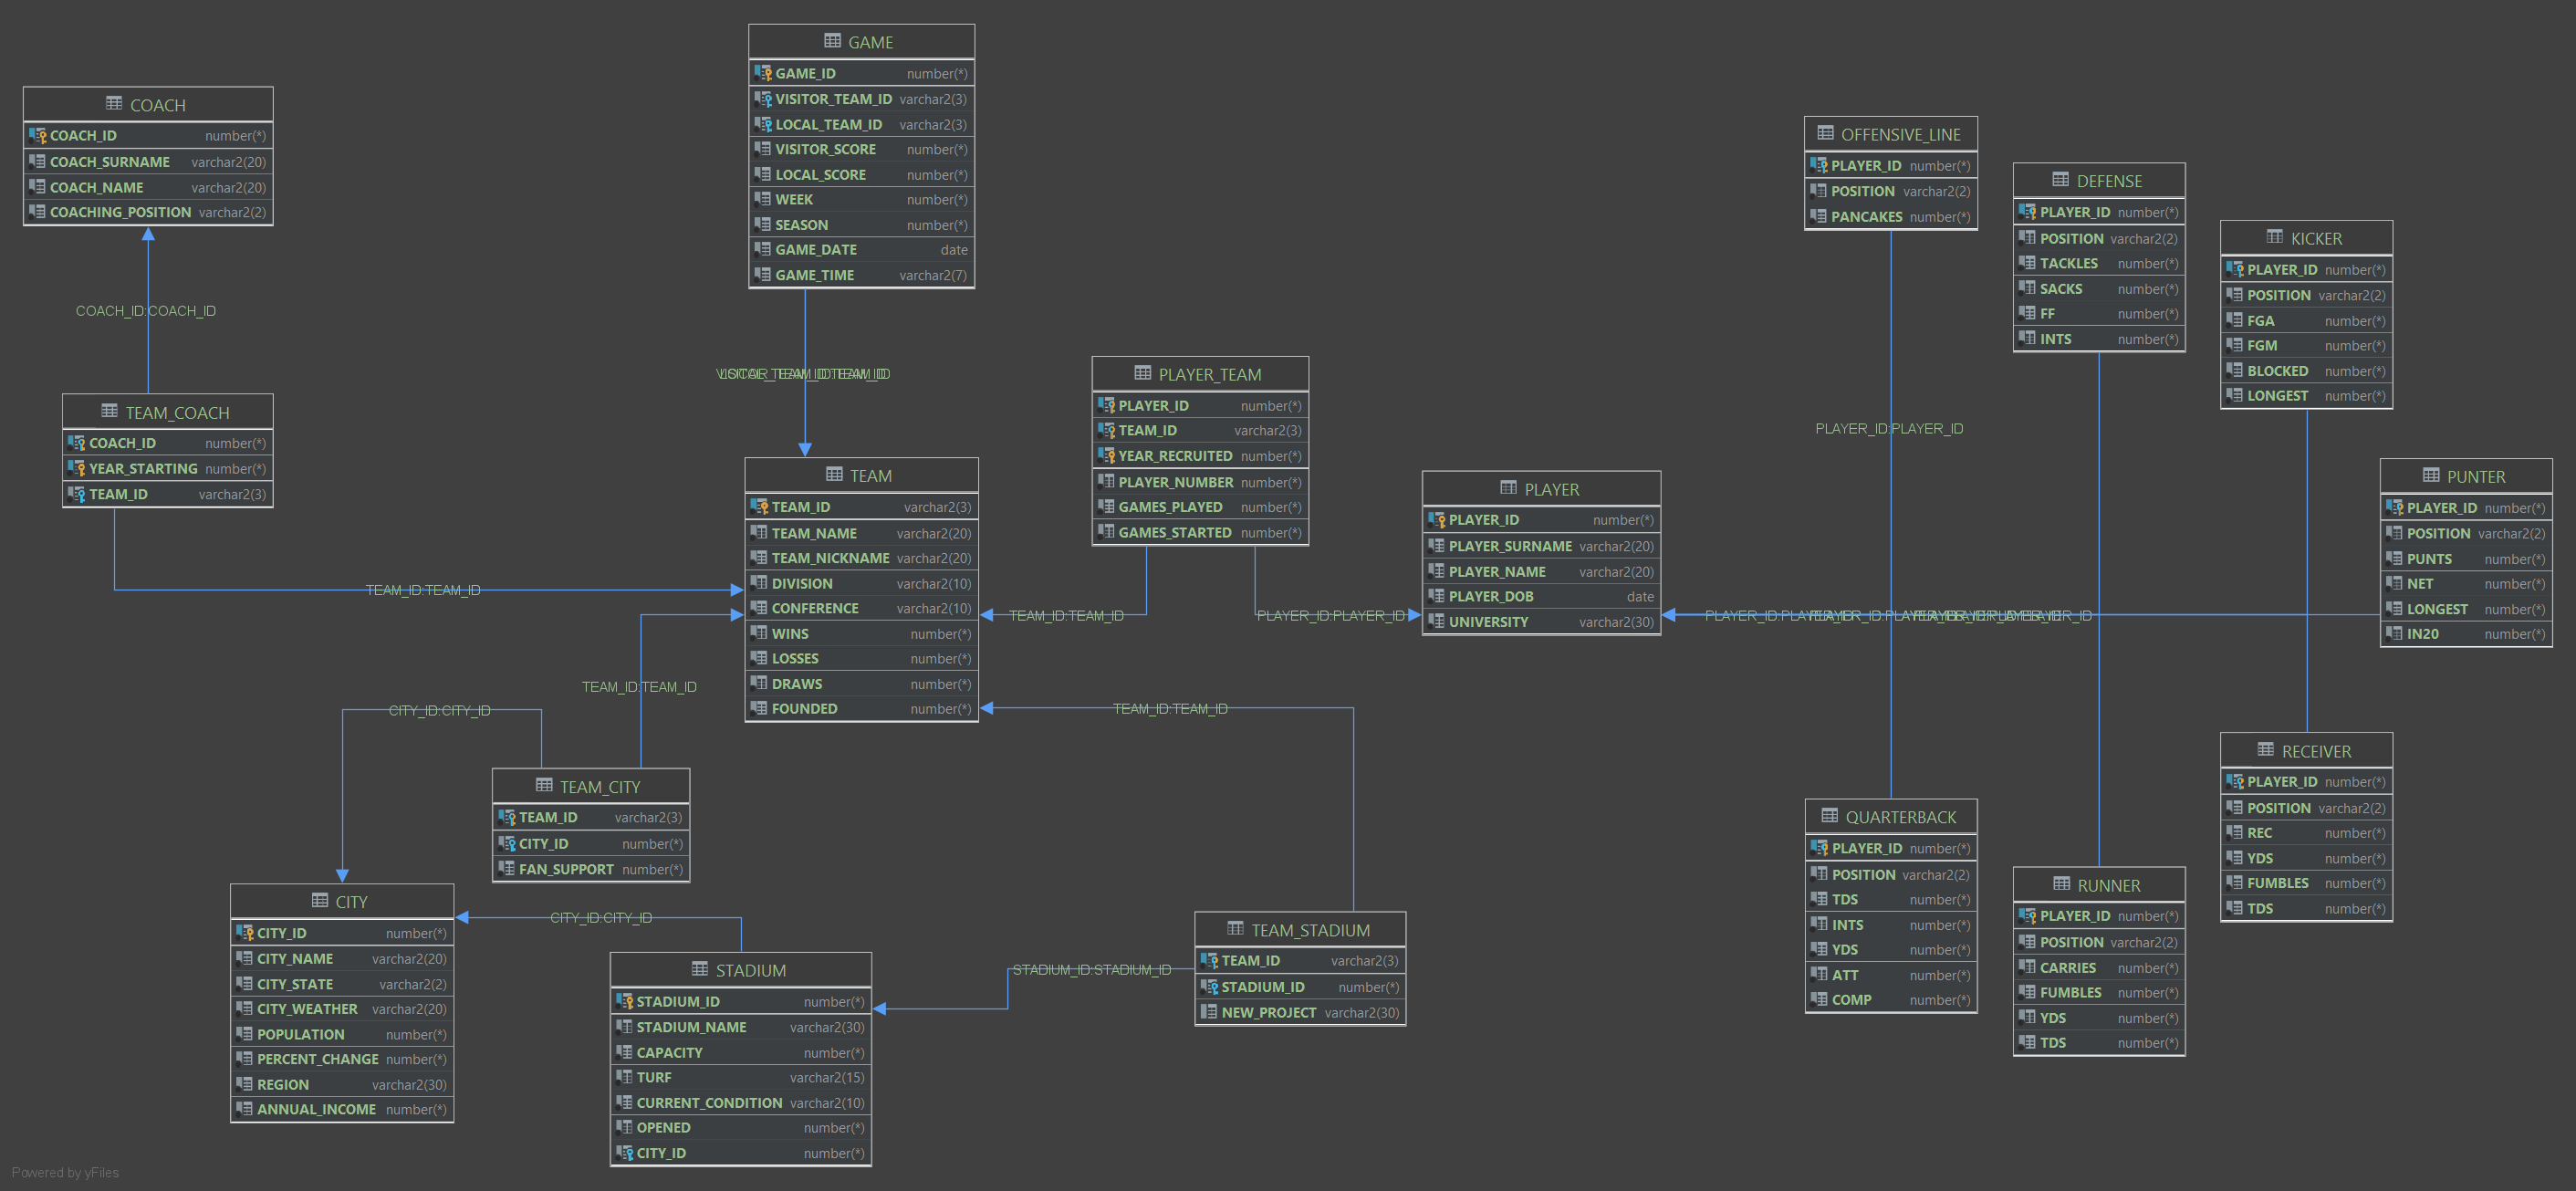 GAME
GAME_ID number(*)
VISITOR_TEAM_ID varchar2(3)
LOCAL_TEAM_ID varchar2(3)
VISITOR_SCORE number(*)
LOCAL_SCORE number(*)
WEEK number(*)
SEASON number(*)
GAME_DATE date
GAME_TIME varchar2(7)
COACH
COACH_ID number(*)
COACH_SURNAME varchar2(20)
COACH_NAME varchar2(20)
COACHING_POSITION varchar2(2)
COACH_ID:COACH_ID
TEAM_COACH
COACH_ID number(*)
YEAR_STARTING number(*)
TEAM_ID varchar2(3)
TEAM_ID:TEAM_ID
TEAM
TEAM_ID varchar2(3)
TEAM_NAME varchar2(20)
TEAM_NICKNAME varchar2(20)
DIVISION varchar2(10)
CONFERENCE varchar2(10)
WINS number(*)
LOSSES number(*)
DRAWS number(*)
FOUNDED number(*)
PLAYER_TEAM
PLAYER_ID number(*)
TEAM_ID varchar2(3)
YEAR_RECRUITED number(*)
PLAYER_NUMBER number(*)
GAMES_PLAYED number(*)
GAMES_STARTED number(*)
TEAM_ID:TEAM_ID
PLAYER_ID:PLAYER_ID
PLAYER
PLAYER_ID number(*)
PLAYER_SURNAME varchar2(20)
PLAYER_NAME varchar2(20)
PLAYER_DOB date
UNIVERSITY varchar2(30)
OFFENSIVE_LINE
PLAYER_ID number(*)
POSITION varchar2(2)
PANCAKES number(*)
PLAYER_ID:PLAYER_ID
DEFENSE
PLAYER_ID number(*)
POSITION varchar2(2)
TACKLES number(*)
SACKS number(*)
FF number(*)
INTS number(*)
KICKER
PLAYER_ID number(*)
POSITION varchar2(2)
FGA number(*)
FGM number(*)
BLOCKED number(*)
LONGEST number(*)
PUNTER
PLAYER_ID number(*)
POSITION varchar2(2)
PUNTS number(*)
NET number(*)
LONGEST number(*)
IN20 number(*)
TEAM_ID:TEAM_ID
CITY_ID:CITY_ID
TEAM_ID:TEAM_ID
TEAM_CITY
TEAM_ID varchar2(3)
CITY_ID number(*)
FAN_SUPPORT number(*)
CITY
CITY_ID number(*)
CITY_NAME varchar2(20)
CITY_STATE varchar2(2)
CITY_WEATHER varchar2(20)
POPULATION number(*)
PERCENT_CHANGE number(*)
REGION varchar2(30)
ANNUAL_INCOME number(*)
CITY_ID:CITY_ID
STADIUM
STADIUM_ID number(*)
STADIUM_NAME varchar2(30)
CAPACITY number(*)
TURF varchar2(15)
CURRENT_CONDITION varchar2(10)
OPENED number(*)
CITY_ID number(*)
STADIUM_ID:STADIUM_ID
TEAM_STADIUM
TEAM_ID varchar2(3)
STADIUM_ID number(*)
NEW_PROJECT varchar2(30)
QUARTERBACK
PLAYER_ID number(*)
POSITION varchar2(2)
TDS number(*)
INTS number(*)
YDS number(*)
ATT number(*)
COMP number(*)
RUNNER
PLAYER_ID number(*)
POSITION varchar2(2)
CARRIES number(*)
FUMBLES number(*)
YDS number(*)
TDS number(*)
RECEIVER
PLAYER_ID number(*)
POSITION varchar2(2)
REC number(*)
YDS number(*)
FUMBLES number(*)
TDS number(*)
Powered by yFiles